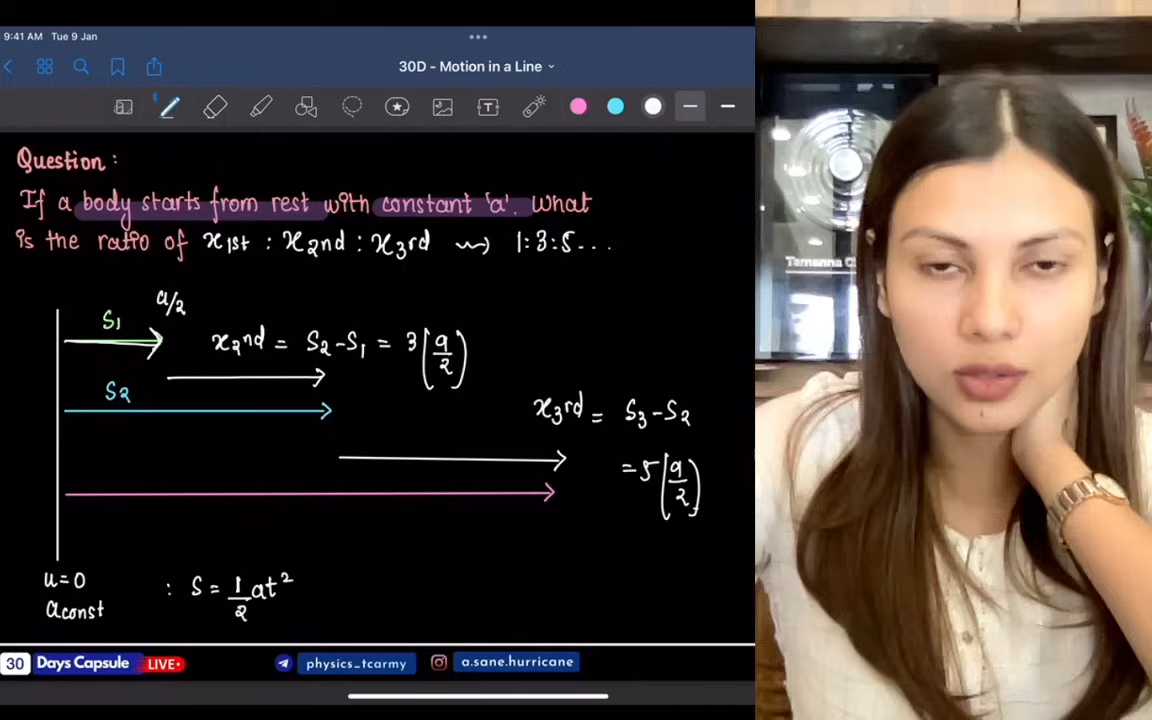 9:41 AM Tue 9 Jan
30D - Motion in a Line
T
Question:
If a body starts from rest with constant 'a'. What
is the ratio of x1st : x2nd : x3rd ⇝ 1:3:5...
S1
a/2
x2nd = S2-S1 = 3(a/2)
S2
x3rd = S3-S2
= 5(a/2)
u=0 : S = 1/2 at²
a const
30 Days Capsule LIVE
physics_tcarmy
a.sane.hurricane